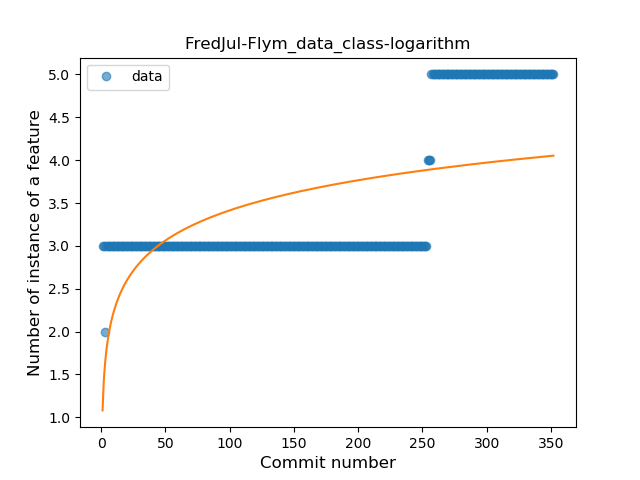 FredJul-Flym_data_class-logarithm
data
Number of instance of a feature
5.0
4.5
4.0
3.5
3.0
2.5
2.0
1.5
1.0
0 50 100 150 200 250 300 350
Commit number